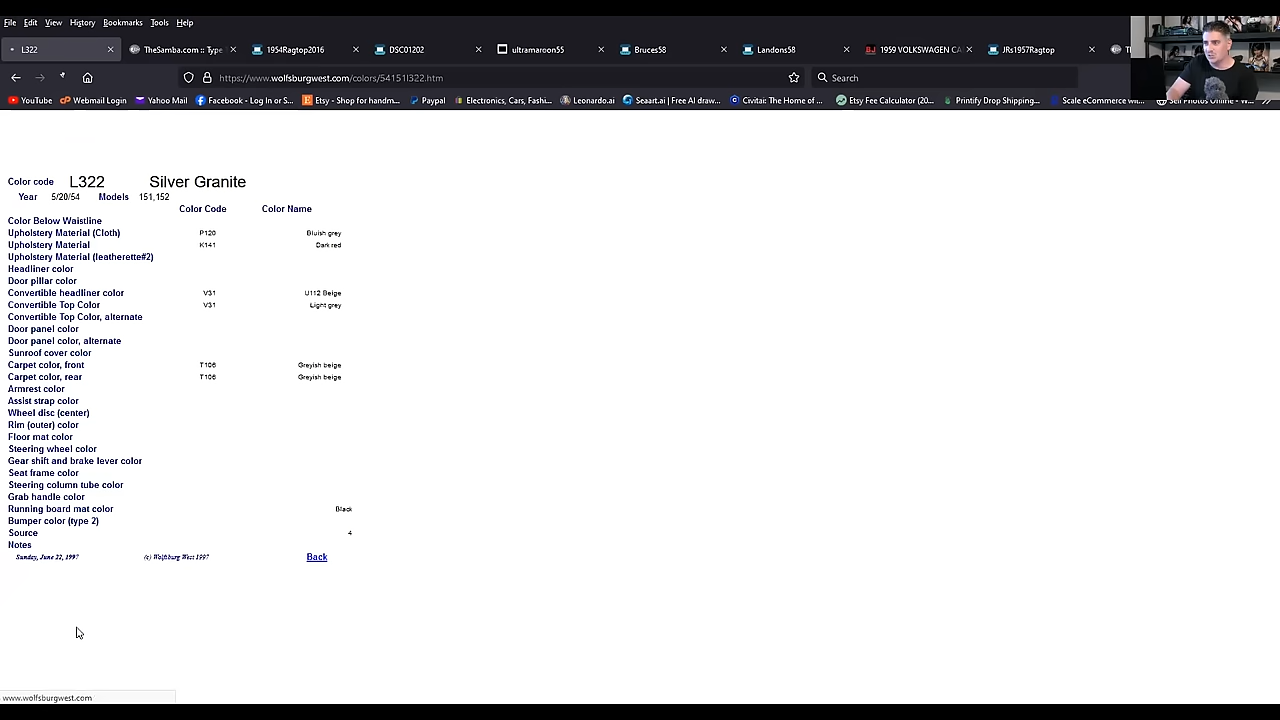 File Edit View History Bookmarks Tools Help
L322 TheSamba.com :: Type 1954Ragtop2016 DSC01202 ultramaroon55 Bruces58 Landons58 1959 VOLKSWAGEN CA JRs1957Ragtop
https://www.wolfsburgwest.com/colors/54151l322.htm Search
YouTube Webmail Login Yahoo Mail Facebook - Log In or S... Etsy - Shop for handm... Paypal Electronics, Cars, Fashi... Leonardo.ai Seaart.ai | Free AI draw... Civitai: The Home of ... Etsy Fee Calculator (20... Printify Drop Shipping... Scale eCommerce wit... Sell Photos Online - W...
Color code L322 Silver Granite
Year 5/20/54 Models 151,152
Color Code Color Name
Color Below Waistline
Upholstery Material (Cloth) P120 Bluish grey
Upholstery Material K141 Dark red
Upholstery Material (leatherette#2)
Headliner color
Door pillar color
Convertible headliner color V31 U112 Beige
Convertible Top Color V31 Light grey
Convertible Top Color, alternate
Door panel color
Door panel color, alternate
Sunroof cover color
Carpet color, front T106 Greyish beige
Carpet color, rear T106 Greyish beige
Armrest color
Assist strap color
Wheel disc (center)
Rim (outer) color
Floor mat color
Steering wheel color
Gear shift and brake lever color
Seat frame color
Steering column tube color
Grab handle color
Running board mat color Black
Bumper color (type 2)
Source 4
Notes
Sunday, June 22, 1997 (c) Wolfsburg West 1997 Back
www.wolfsburgwest.com